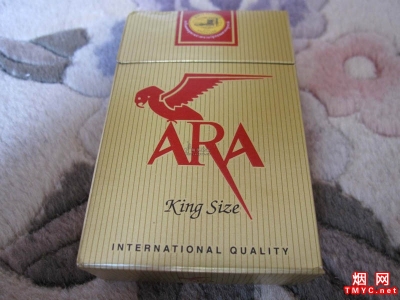 ARA
King Size
INTERNATIONAL QUALITY
烟网
TMYC.net